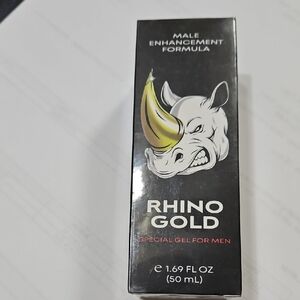 MALE
ENHANCEMENT
FORMULA
RHINO
GOLD
SPECIAL GEL FOR MEN
e 1.69 FL OZ
(50 mL)